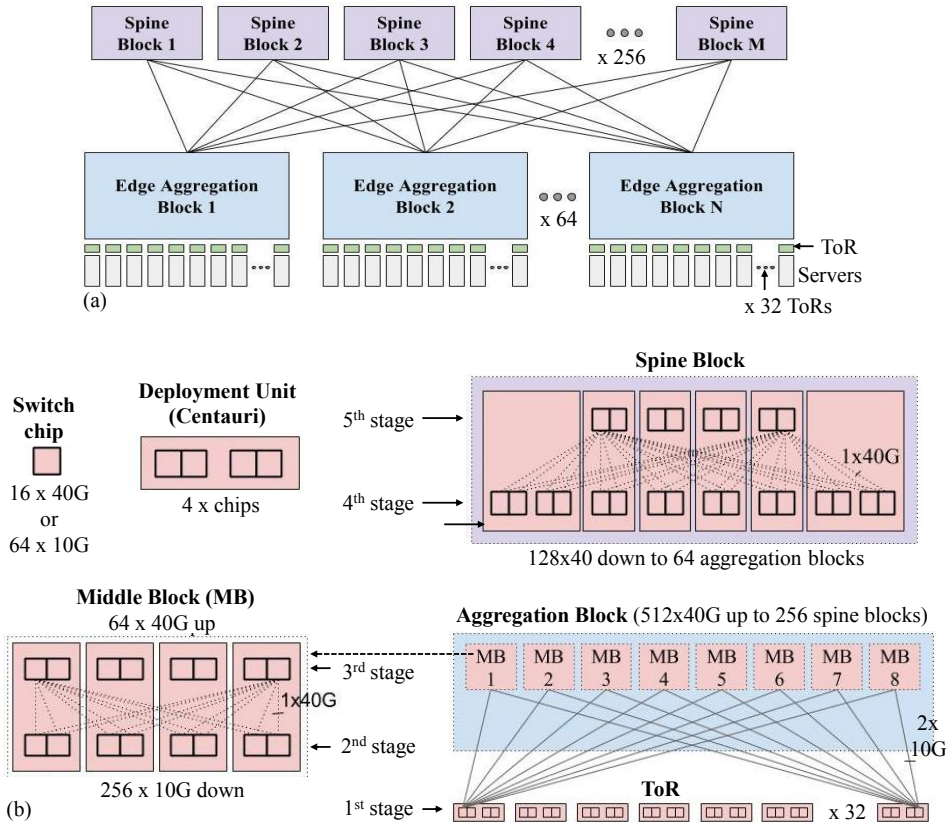 Spine
Block 1
Spine
Block 2
Spine
Block 3
Spine
Block 4
x 256
Spine
Block M
Edge Aggregation
Block 1
Edge Aggregation
Block 2
x 64
Edge Aggregation
Block N
ToR
Servers
x 32 ToRs
(a)
Switch
chip
16 x 40G
or
64 x 10G
Deployment Unit
(Centauri)
4 x chips
Spine Block
5th stage
1x40G
4th stage
128x40 down to 64 aggregation blocks
Middle Block (MB)
64 x 40G up
3rd stage
1x40G
2nd stage
256 x 10G down
Aggregation Block (512x40G up to 256 spine blocks)
MB
1
MB
2
MB
3
MB
4
MB
5
MB
6
MB
7
MB
8
2x
10G
ToR
1st stage
x 32
(b)